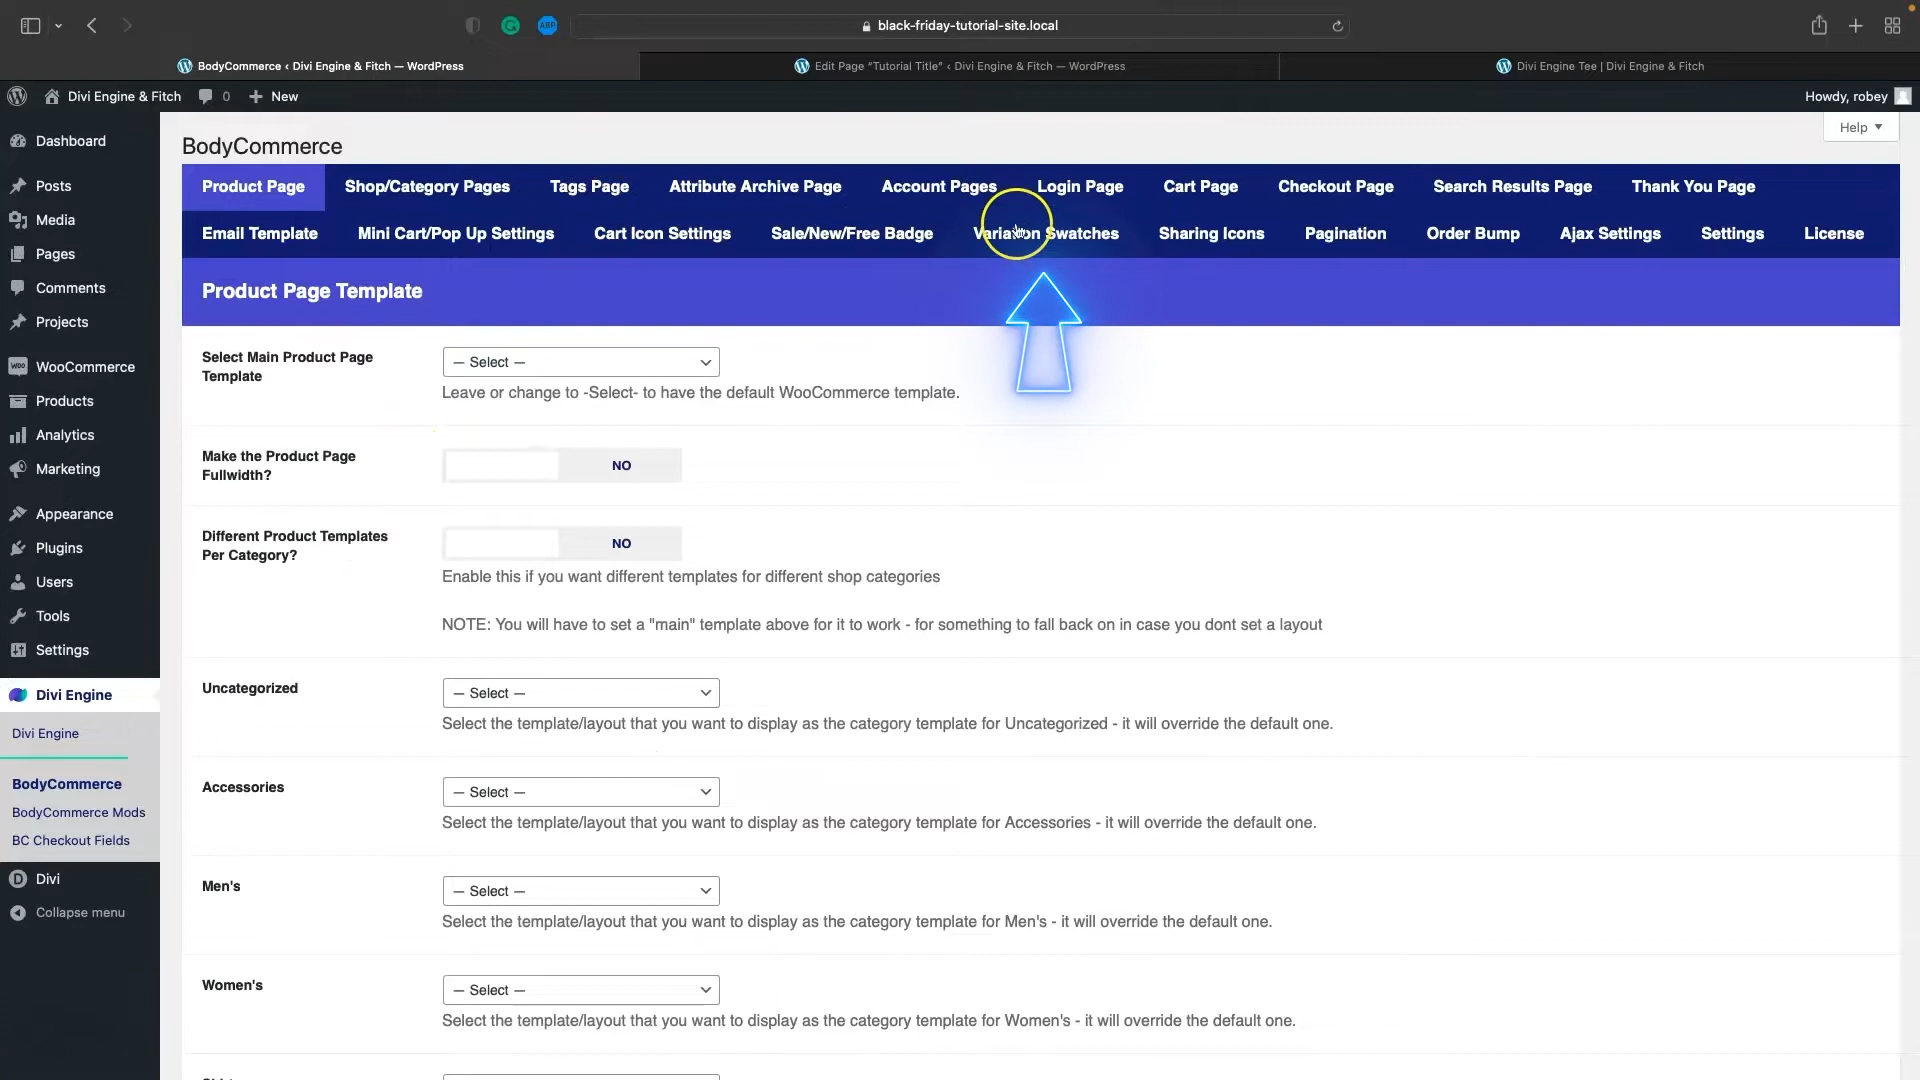 black-friday-tutorial-site.local
BodyCommerce ‹ Divi Engine & Fitch — WordPress
Edit Page “Tutorial Title” ‹ Divi Engine & Fitch — WordPress
Divi Engine Tee | Divi Engine & Fitch
Divi Engine & Fitch
0
New
Howdy, robey
Help
Dashboard
Posts
Media
Pages
Comments
Projects
WooCommerce
Products
Analytics
Marketing
Appearance
Plugins
Users
Tools
Settings
Divi Engine
Divi Engine
BodyCommerce
BodyCommerce Mods
BC Checkout Fields
Divi
Collapse menu
BodyCommerce
Product Page Shop/Category Pages Tags Page Attribute Archive Page Account Pages Login Page Cart Page Checkout Page Search Results Page Thank You Page
Email Template Mini Cart/Pop Up Settings Cart Icon Settings Sale/New/Free Badge Variation Swatches Sharing Icons Pagination Order Bump Ajax Settings Settings License
Product Page Template
Select Main Product Page
Template
— Select —
Leave or change to -Select- to have the default WooCommerce template.
Make the Product Page
Fullwidth?
NO
Different Product Templates
Per Category?
NO
Enable this if you want different templates for different shop categories
NOTE: You will have to set a "main" template above for it to work - for something to fall back on in case you dont set a layout
Uncategorized
— Select —
Select the template/layout that you want to display as the category template for Uncategorized - it will override the default one.
Accessories
— Select —
Select the template/layout that you want to display as the category template for Accessories - it will override the default one.
Men's
— Select —
Select the template/layout that you want to display as the category template for Men's - it will override the default one.
Women's
— Select —
Select the template/layout that you want to display as the category template for Women's - it will override the default one.